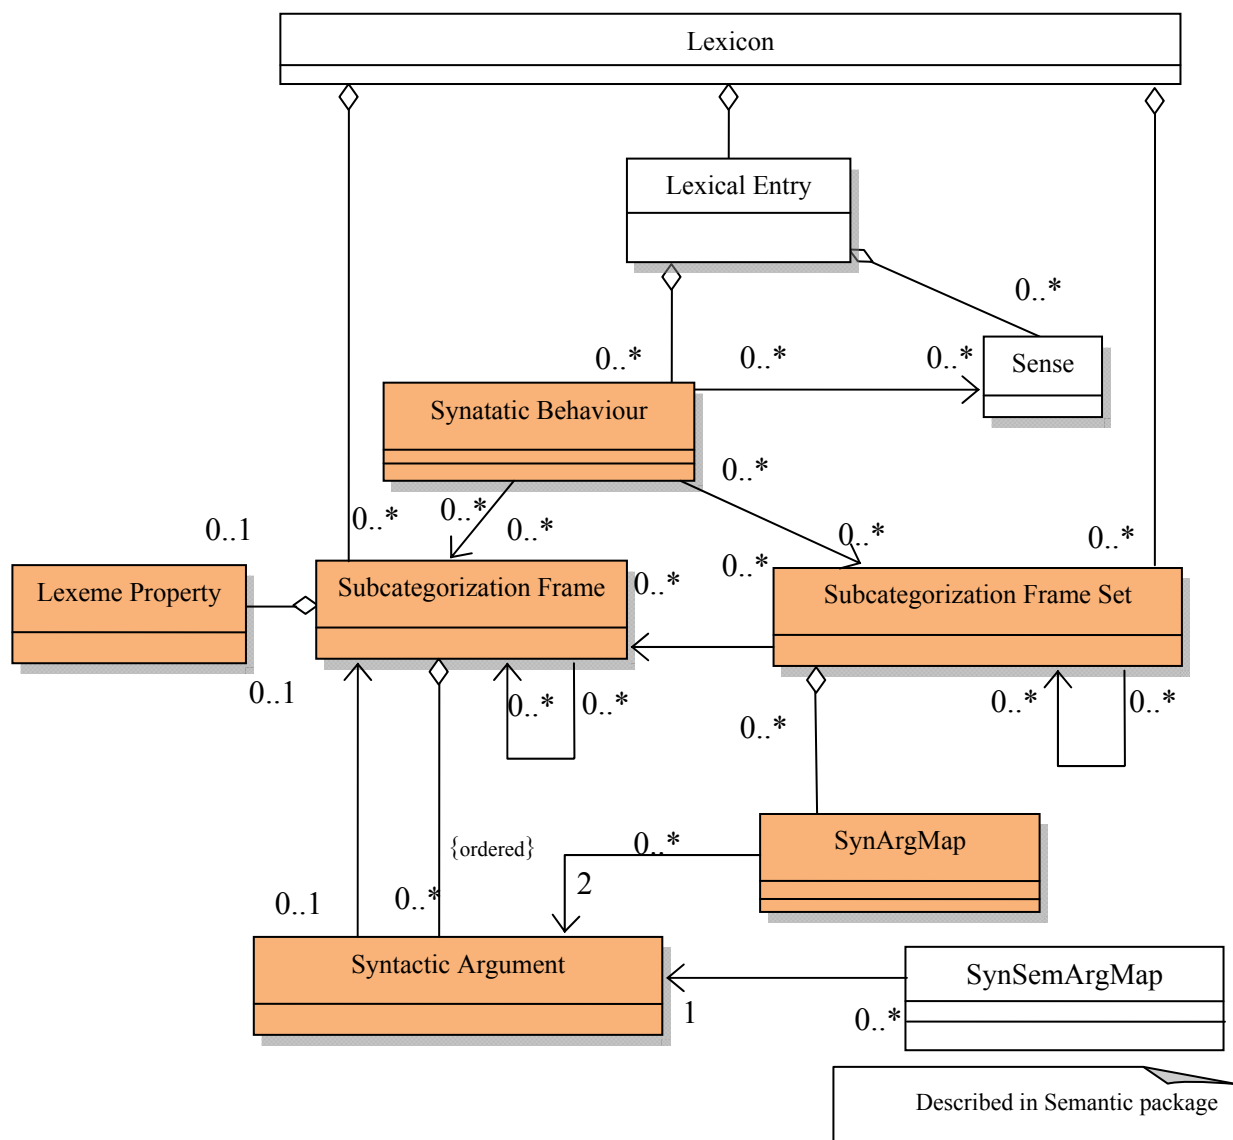 Lexicon
Lexical Entry
0..*
0..*
0..*
0..*
Sense
Synatatic Behaviour
0..*
0..*
0..*
0..*
0..*
0..*
0..*
0..1
0..*
0..*
Lexeme Property
Subcategorization Frame
Subcategorization Frame Set
0..1
0..*
0..*
0..*
0..*
0..*
{ordered}
0..*
SynArgMap
2
0..1
0..*
Syntactic Argument
SynSemArgMap
1
0..*
Described in Semantic package